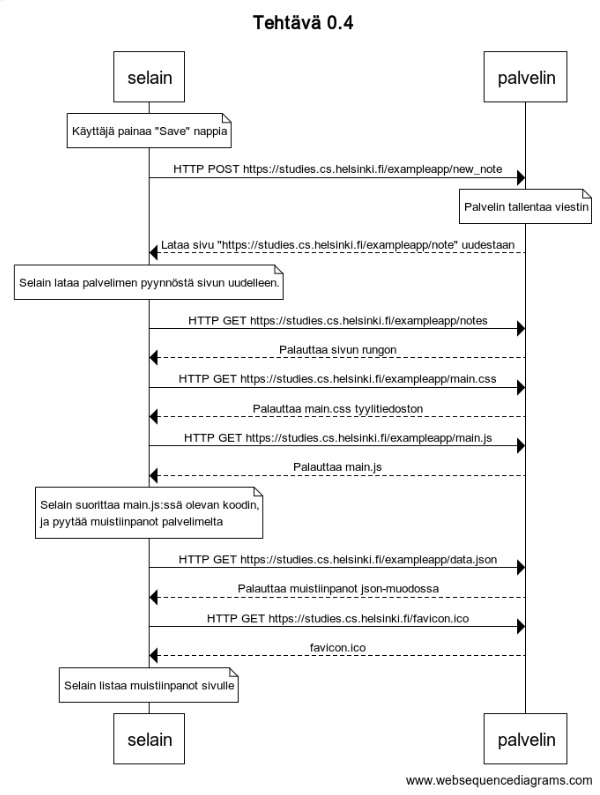 Tehtävä 0.4
selain palvelin
Käyttäjä painaa "Save" nappia
HTTP POST https://studies.cs.helsinki.fi/exampleapp/new_note
Palvelin tallentaa viestin
Lataa sivu "https://studies.cs.helsinki.fi/exampleapp/note" uudestaan
Selain lataa palvelimen pyynnöstä sivun uudelleen.
HTTP GET https://studies.cs.helsinki.fi/exampleapp/notes
Palauttaa sivun rungon
HTTP GET https://studies.cs.helsinki.fi/exampleapp/main.css
Palauttaa main.css tyylitiedoston
HTTP GET https://studies.cs.helsinki.fi/exampleapp/main.js
Palauttaa main.js
Selain suorittaa main.js:ssä olevan koodin,
ja pyytää muistiinpanot palvelimelta
HTTP GET https://studies.cs.helsinki.fi/exampleapp/data.json
Palauttaa muistiinpanot json-muodossa
HTTP GET https://studies.cs.helsinki.fi/favicon.ico
favicon.ico
Selain listaa muistiinpanot sivulle
selain palvelin
www.websequencediagrams.com